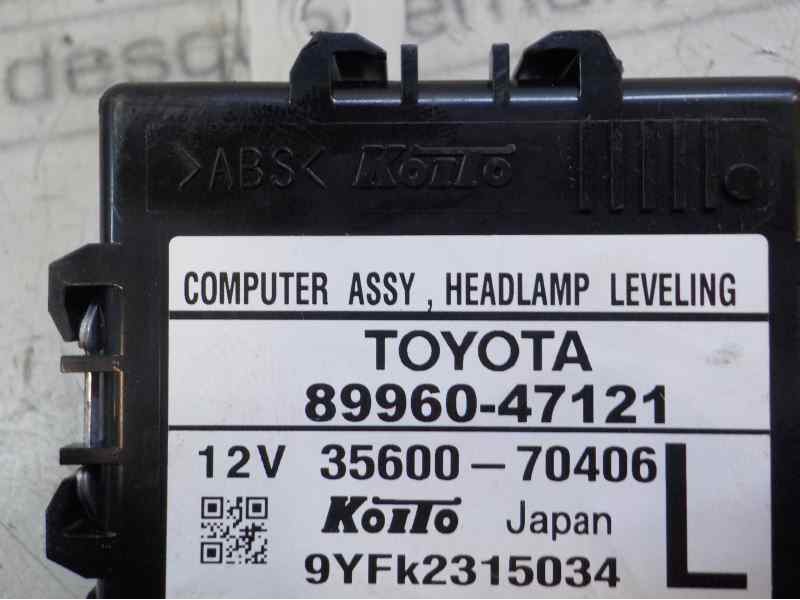 >ABS< KOITO
COMPUTER ASSY, HEADLAMP LEVELING
TOYOTA
89960-47121
12V 35600-70406 L
KOITO Japan
9YFk2315034